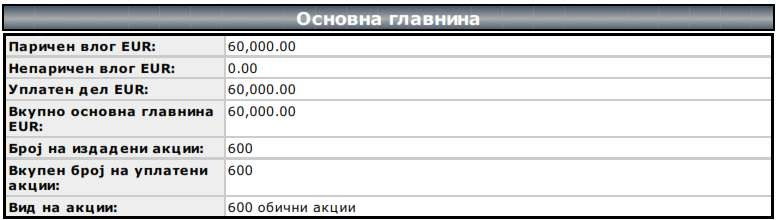 Основна главнина
Паричен влог EUR: 60,000.00
Непаричен влог EUR: 0.00
Уплатен дел EUR: 60,000.00
Вкупно основна главнина 60,000.00
EUR:
Број на издадени акции: 600
Вкупен број на уплатени 600
акции:
Вид на акции: 600 обични акции